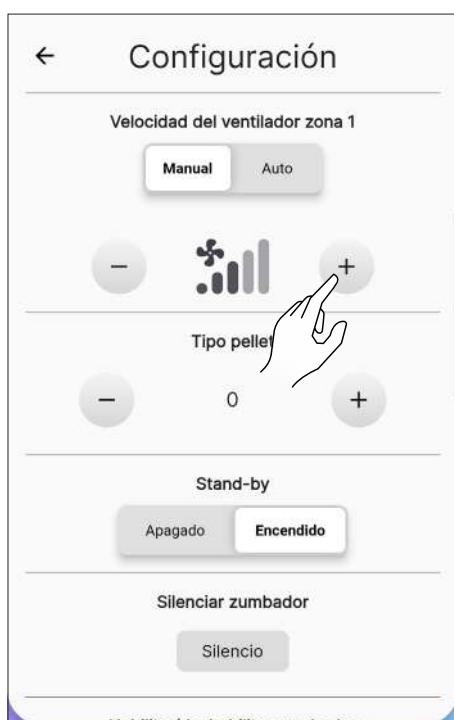 Configuración
Velocidad del ventilador zona 1
Manual Auto
− +
Tipo pellet
− 0 +
Stand-by
Apagado Encendido
Silenciar zumbador
Silencio